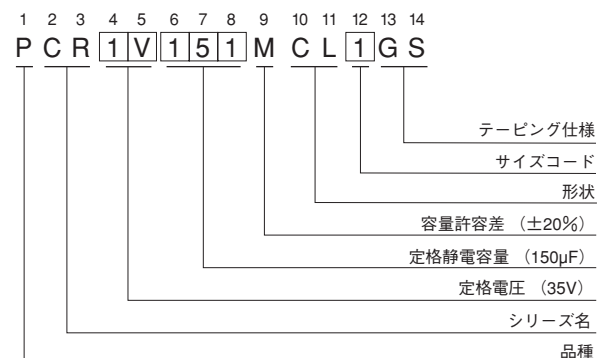 1 2 3 4 5 6 7 8 9 10 11 12 13 14
P C R 1 V 1 5 1 M C L 1 G S
テーピング仕様
サイズコード
形状
容量許容差 （±20％）
定格静電容量 （150µF）
定格電圧 （35V）
シリーズ名
品種